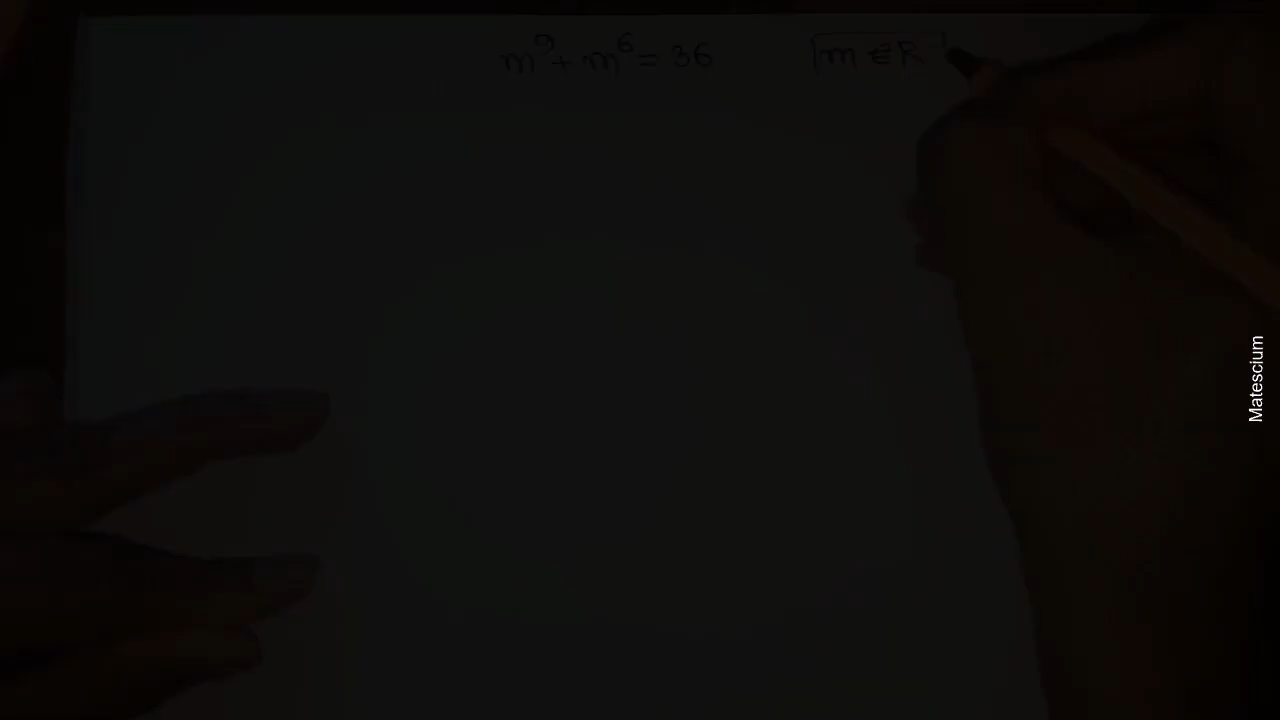 m⁹ + m⁶ = 36 m ∈ R
Matescium